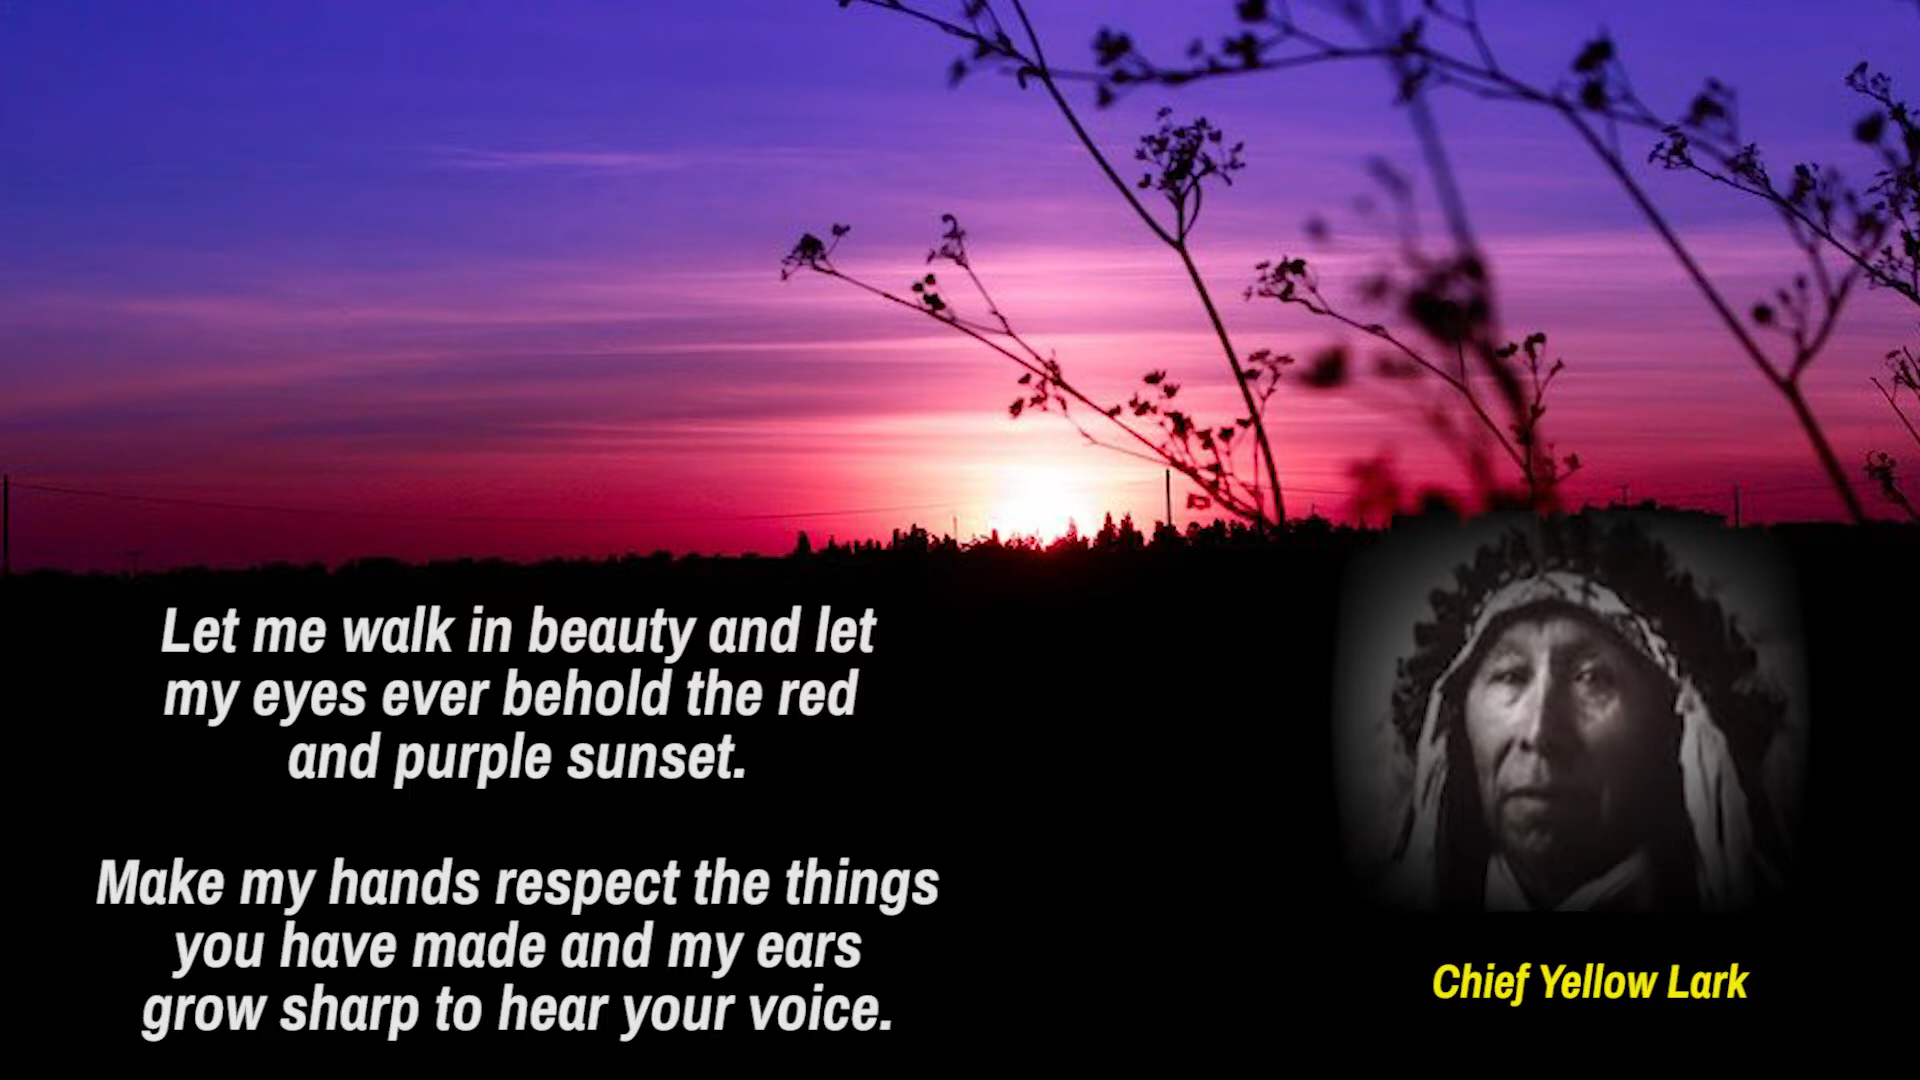 Let me walk in beauty and let
my eyes ever behold the red
and purple sunset.
Make my hands respect the things
you have made and my ears
grow sharp to hear your voice.
Chief Yellow Lark